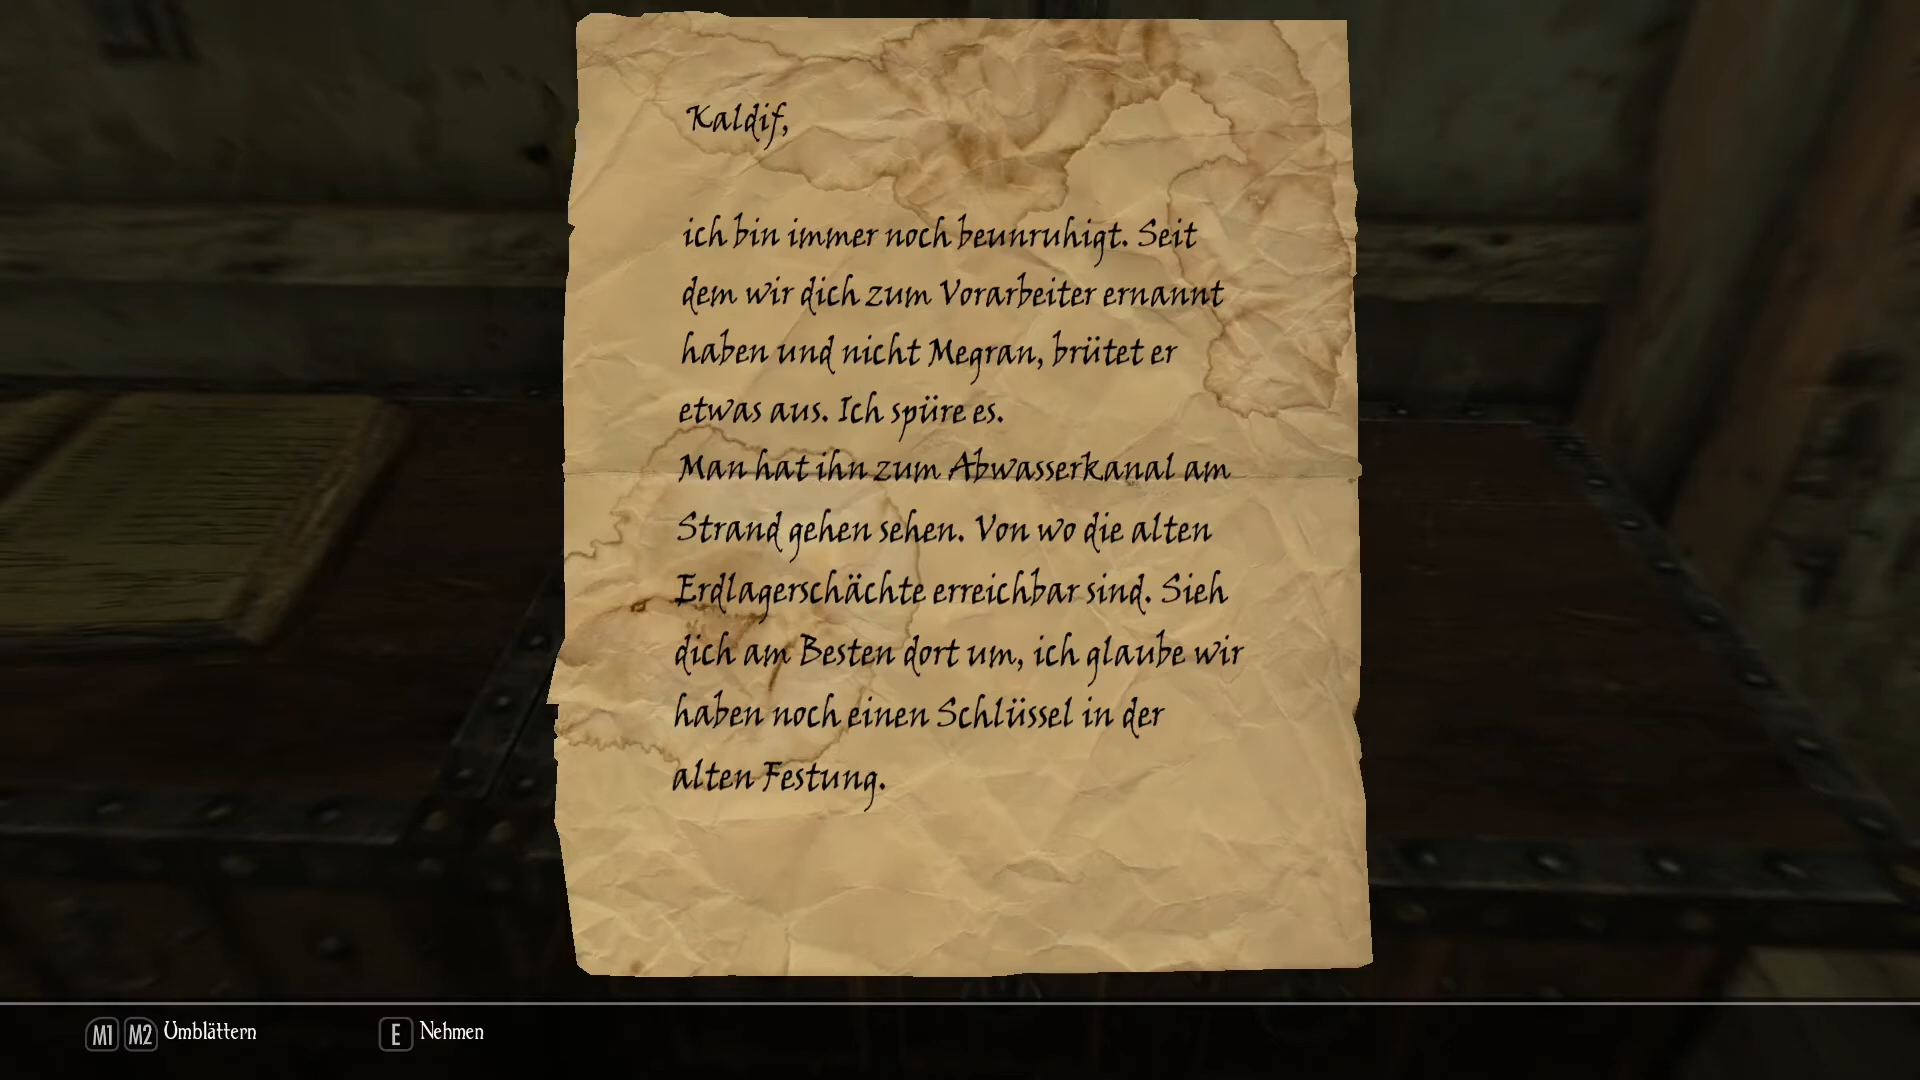 Kaldif,
ich bin immer noch beunruhigt. Seit
dem wir dich zum Vorarbeiter ernannt
haben und nicht Megran, brütet er
etwas aus. Ich spüre es.
Man hat ihn zum Abwasserkanal am
Strand gehen sehen. Von wo die alten
Erdlagerschächte erreichbar sind. Sieh
dich am Besten dort um, ich glaube wir
haben noch einen Schlüssel in der
alten Festung.
M1 M2 Umblättern E Nehmen